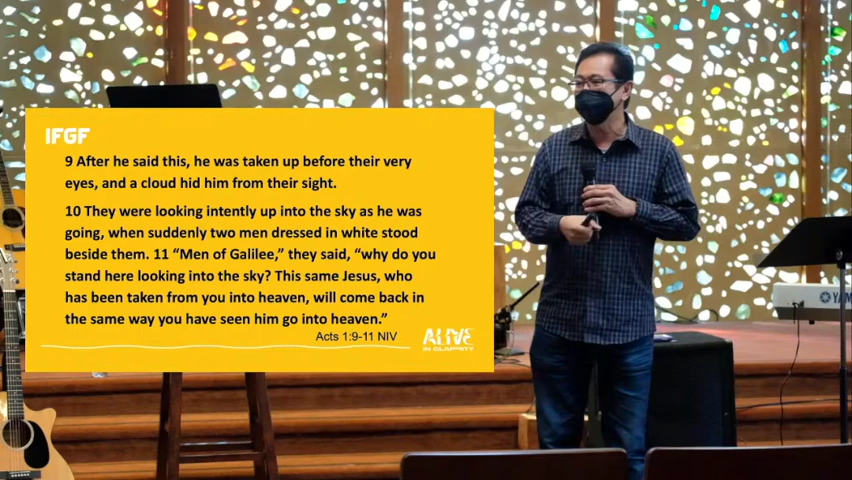 IFGF
9 After he said this, he was taken up before their very
eyes, and a cloud hid him from their sight.
10 They were looking intently up into the sky as he was
going, when suddenly two men dressed in white stood
beside them. 11 “Men of Galilee,” they said, “why do you
stand here looking into the sky? This same Jesus, who
has been taken from you into heaven, will come back in
the same way you have seen him go into heaven.”
Acts 1:9-11 NIV
ALIVE